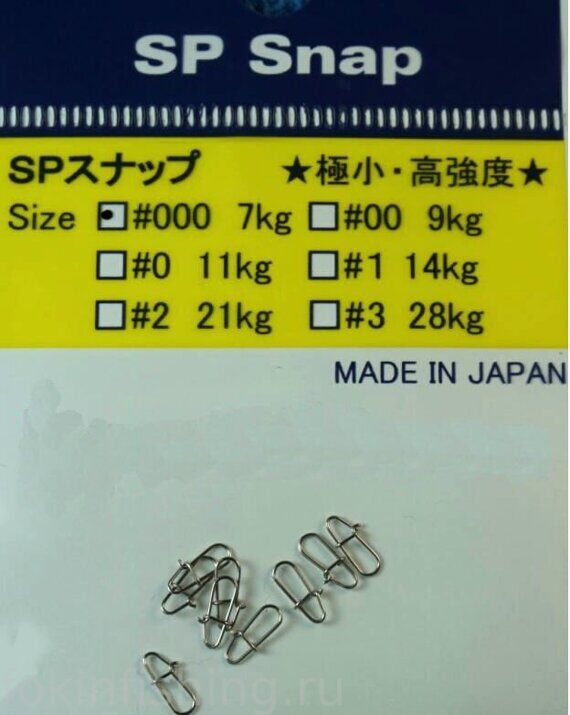 SP Snap
SPスナップ ★極小・高強度★
Size #000 7kg #00 9kg
#0 11kg #1 14kg
#2 21kg #3 28kg
MADE IN JAPAN
okinfishing.ru